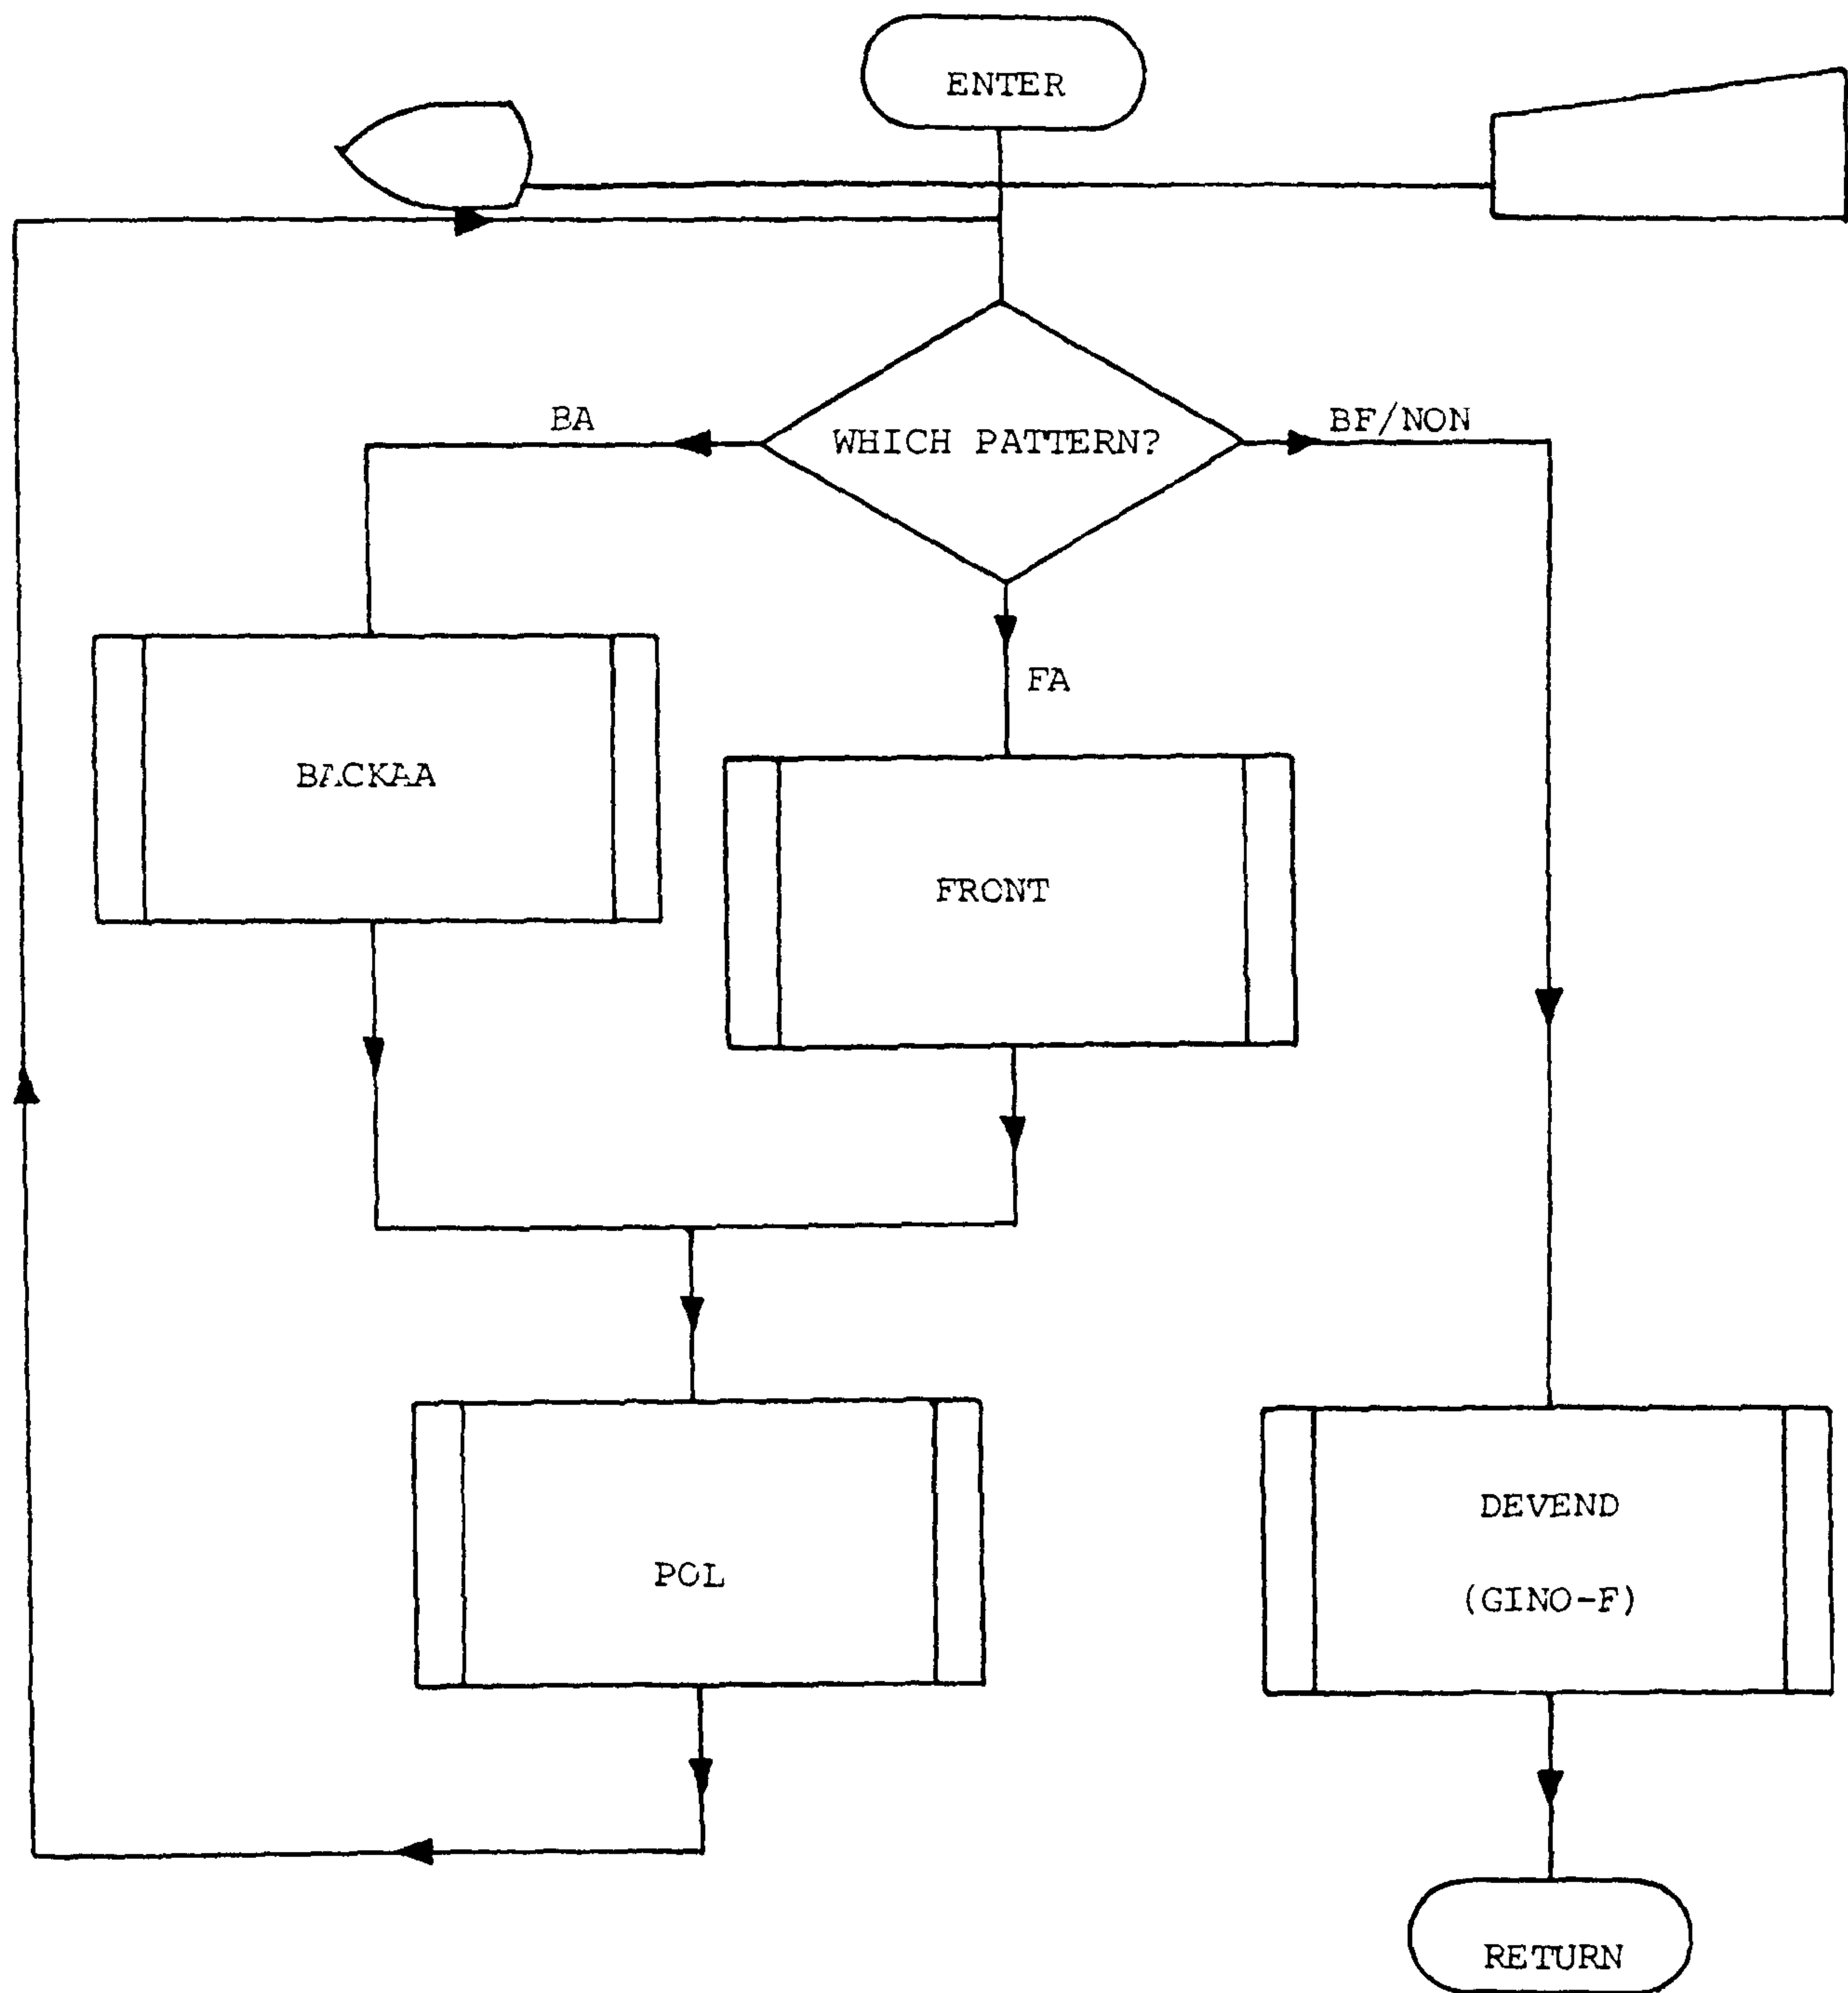 ENTER
WHICH PATTERN?
BA
BF/NON
FA
BACKAA
FRONT
POL
DEVEND
(GINO-F)
RETURN